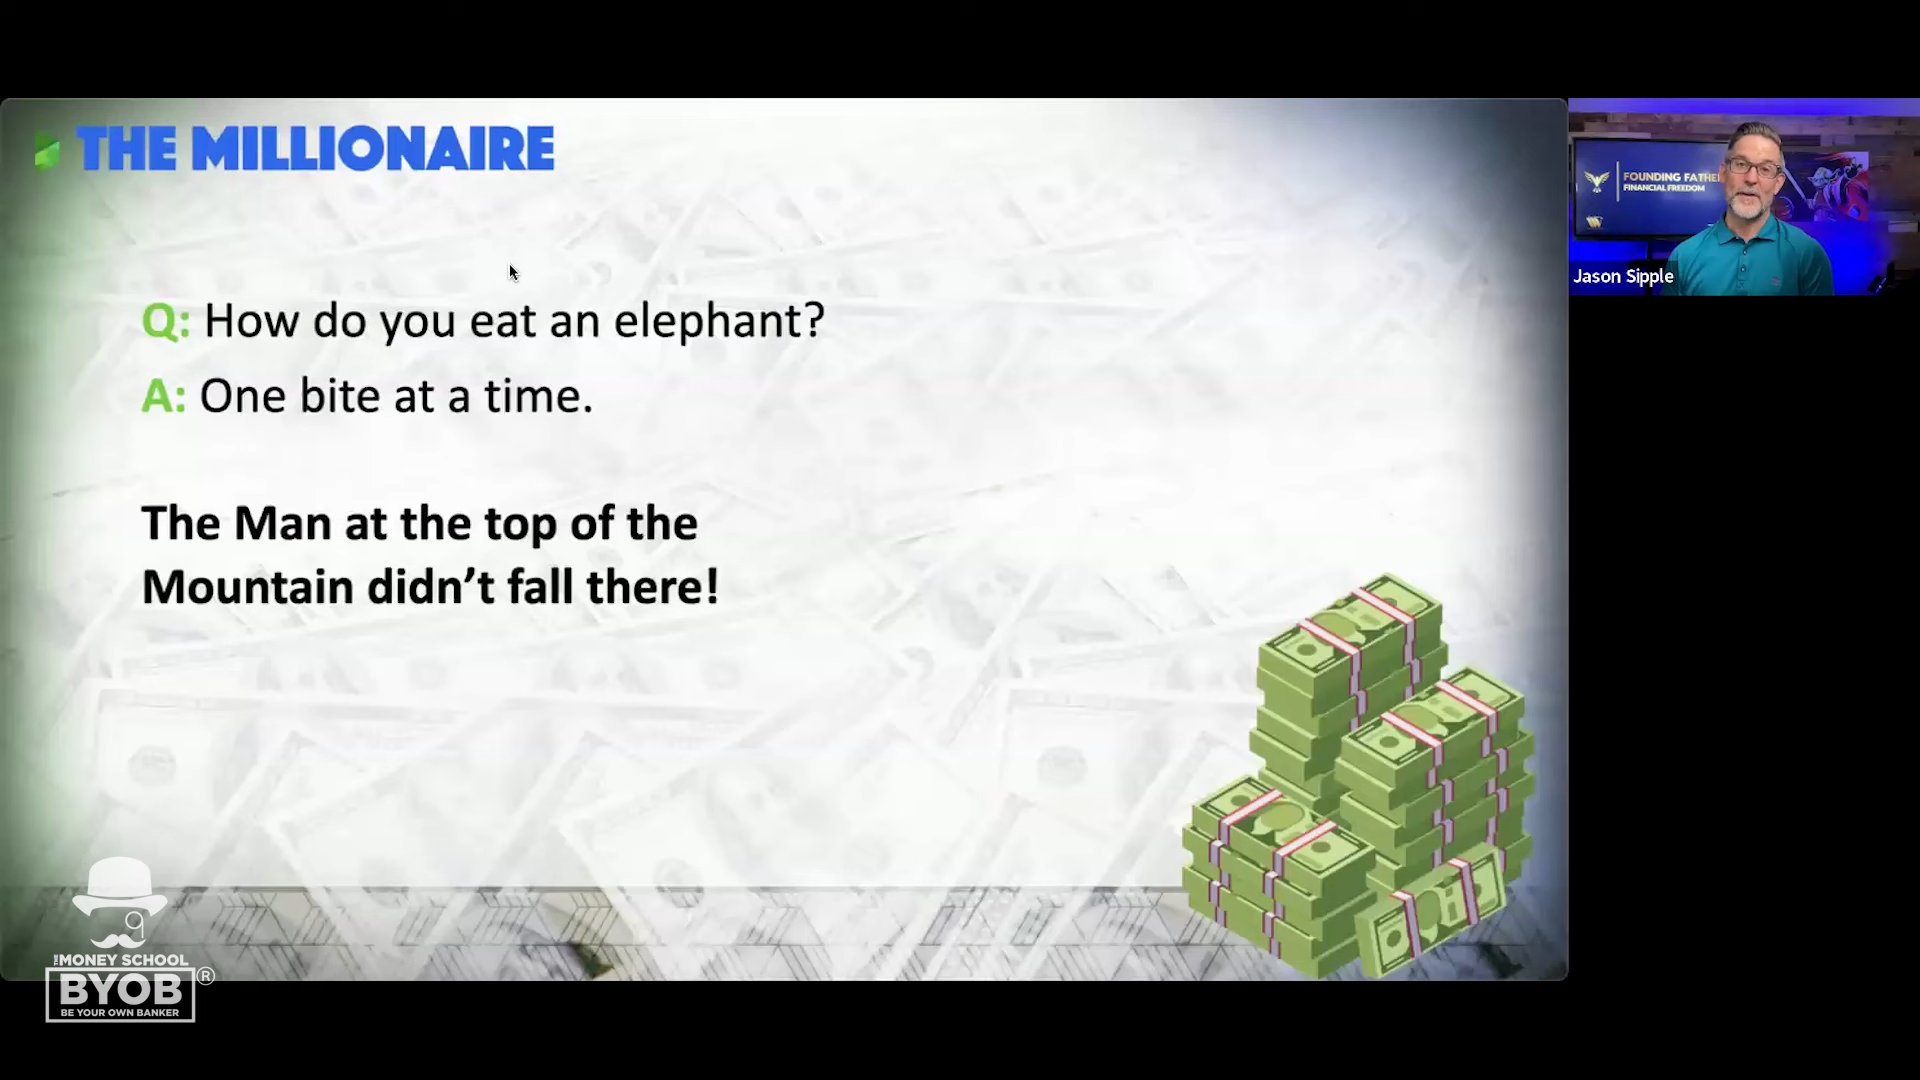 THE MILLIONAIRE
Q: How do you eat an elephant?
A: One bite at a time.
The Man at the top of the
Mountain didn’t fall there!
FOUNDING FATHE
FINANCIAL FREEDOM
Jason Sipple
THE MONEY SCHOOL
BYOB®
BE YOUR OWN BANKER